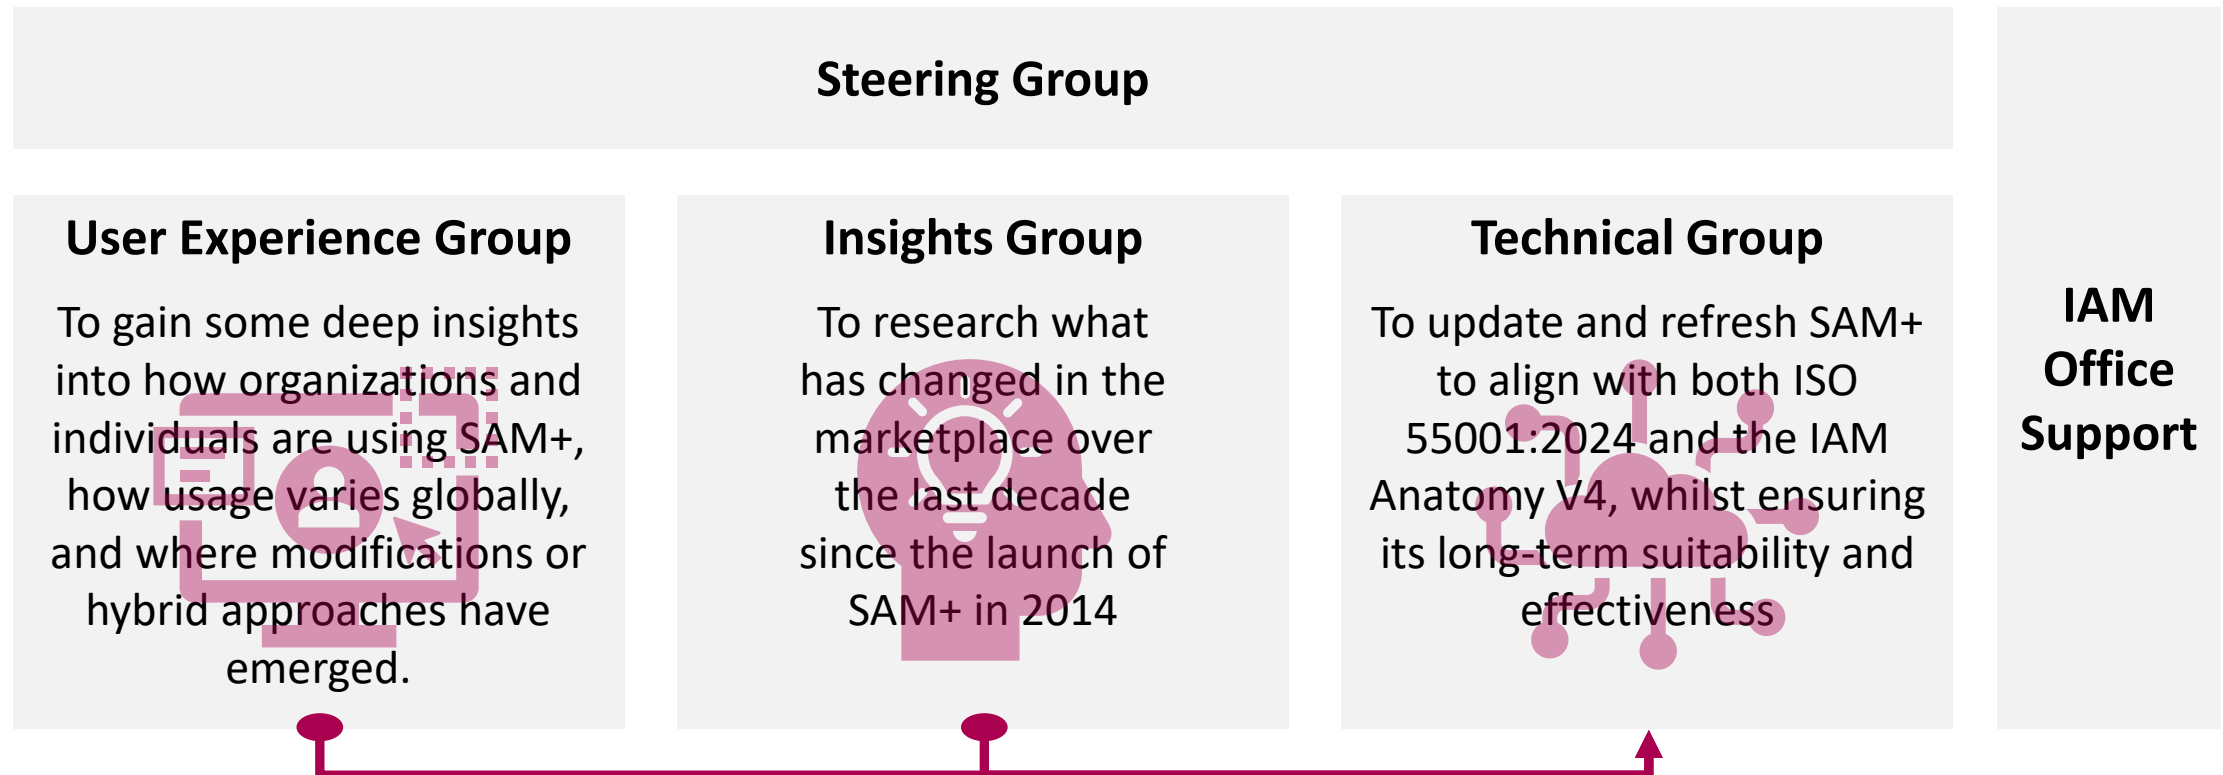 Steering Group
User Experience Group
To gain some deep insights
into how organizations and
individuals are using SAM+,
how usage varies globally,
and where modifications or
hybrid approaches have
emerged.
Insights Group
To research what
has changed in the
marketplace over
the last decade
since the launch of
SAM+ in 2014
Technical Group
To update and refresh SAM+
to align with both ISO
55001:2024 and the IAM
Anatomy V4, whilst ensuring
its long-term suitability and
effectiveness
IAM
Office
Support